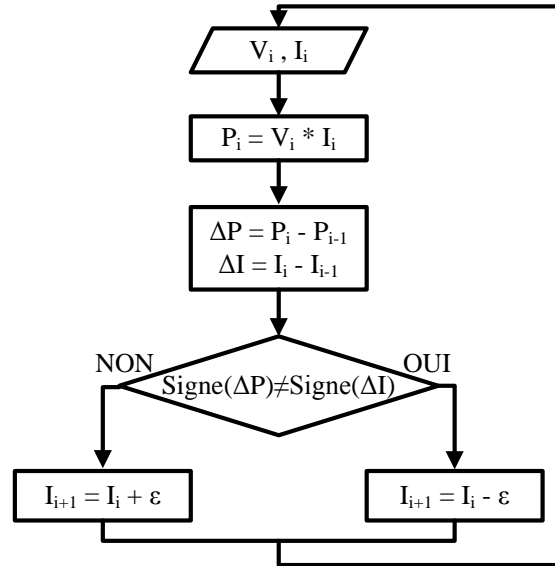 Vᵢ , Iᵢ
Pᵢ = Vᵢ * Iᵢ
ΔP = Pᵢ - Pᵢ₋₁
ΔI = Iᵢ - Iᵢ₋₁
NON
OUI
Signe(ΔP)≠Signe(ΔI)
Iᵢ₊₁ = Iᵢ + ε
Iᵢ₊₁ = Iᵢ - ε